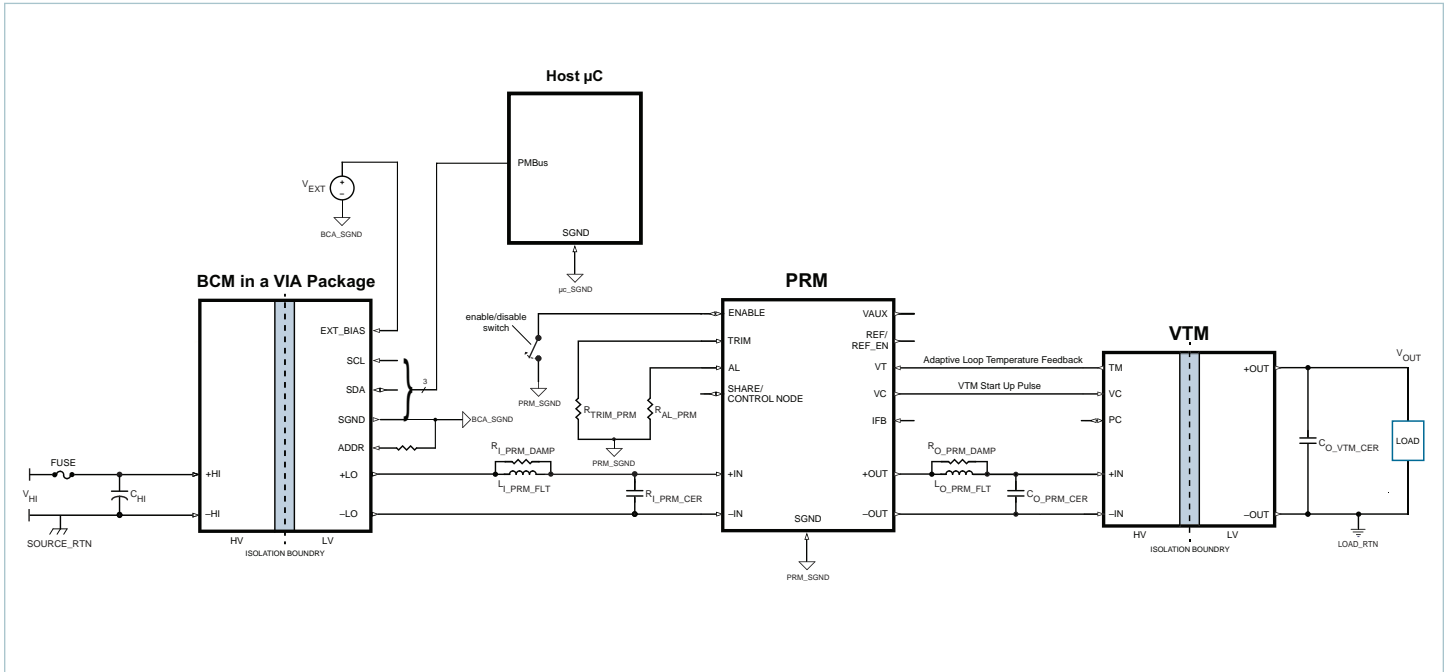 Host µC
PMBus
SGND
µc_SGND
V_EXT
+
–
BCA_SGND
BCM in a VIA Package
EXT_BIAS
SCL
SDA
SGND
ADDR
+LO
–LO
+HI
–HI
3
BCA_SGND
FUSE
V_HI
C_HI
SOURCE_RTN
HV
LV
ISOLATION BOUNDRY
enable/disable
switch
PRM_SGND
R_TRIM_PRM
R_AL_PRM
PRM_SGND
R_I_PRM_DAMP
L_I_PRM_FLT
R_I_PRM_CER
PRM
ENABLE
TRIM
AL
SHARE/
CONTROL NODE
+IN
–IN
SGND
PRM_SGND
VAUX
REF/
REF_EN
VT
VC
IFB
+OUT
–OUT
Adaptive Loop Temperature Feedback
VTM Start Up Pulse
R_O_PRM_DAMP
L_O_PRM_FLT
C_O_PRM_CER
VTM
TM
VC
PC
+IN
–IN
+OUT
–OUT
HV
LV
ISOLATION BOUNDRY
V_OUT
C_O_VTM_CER
LOAD
LOAD_RTN